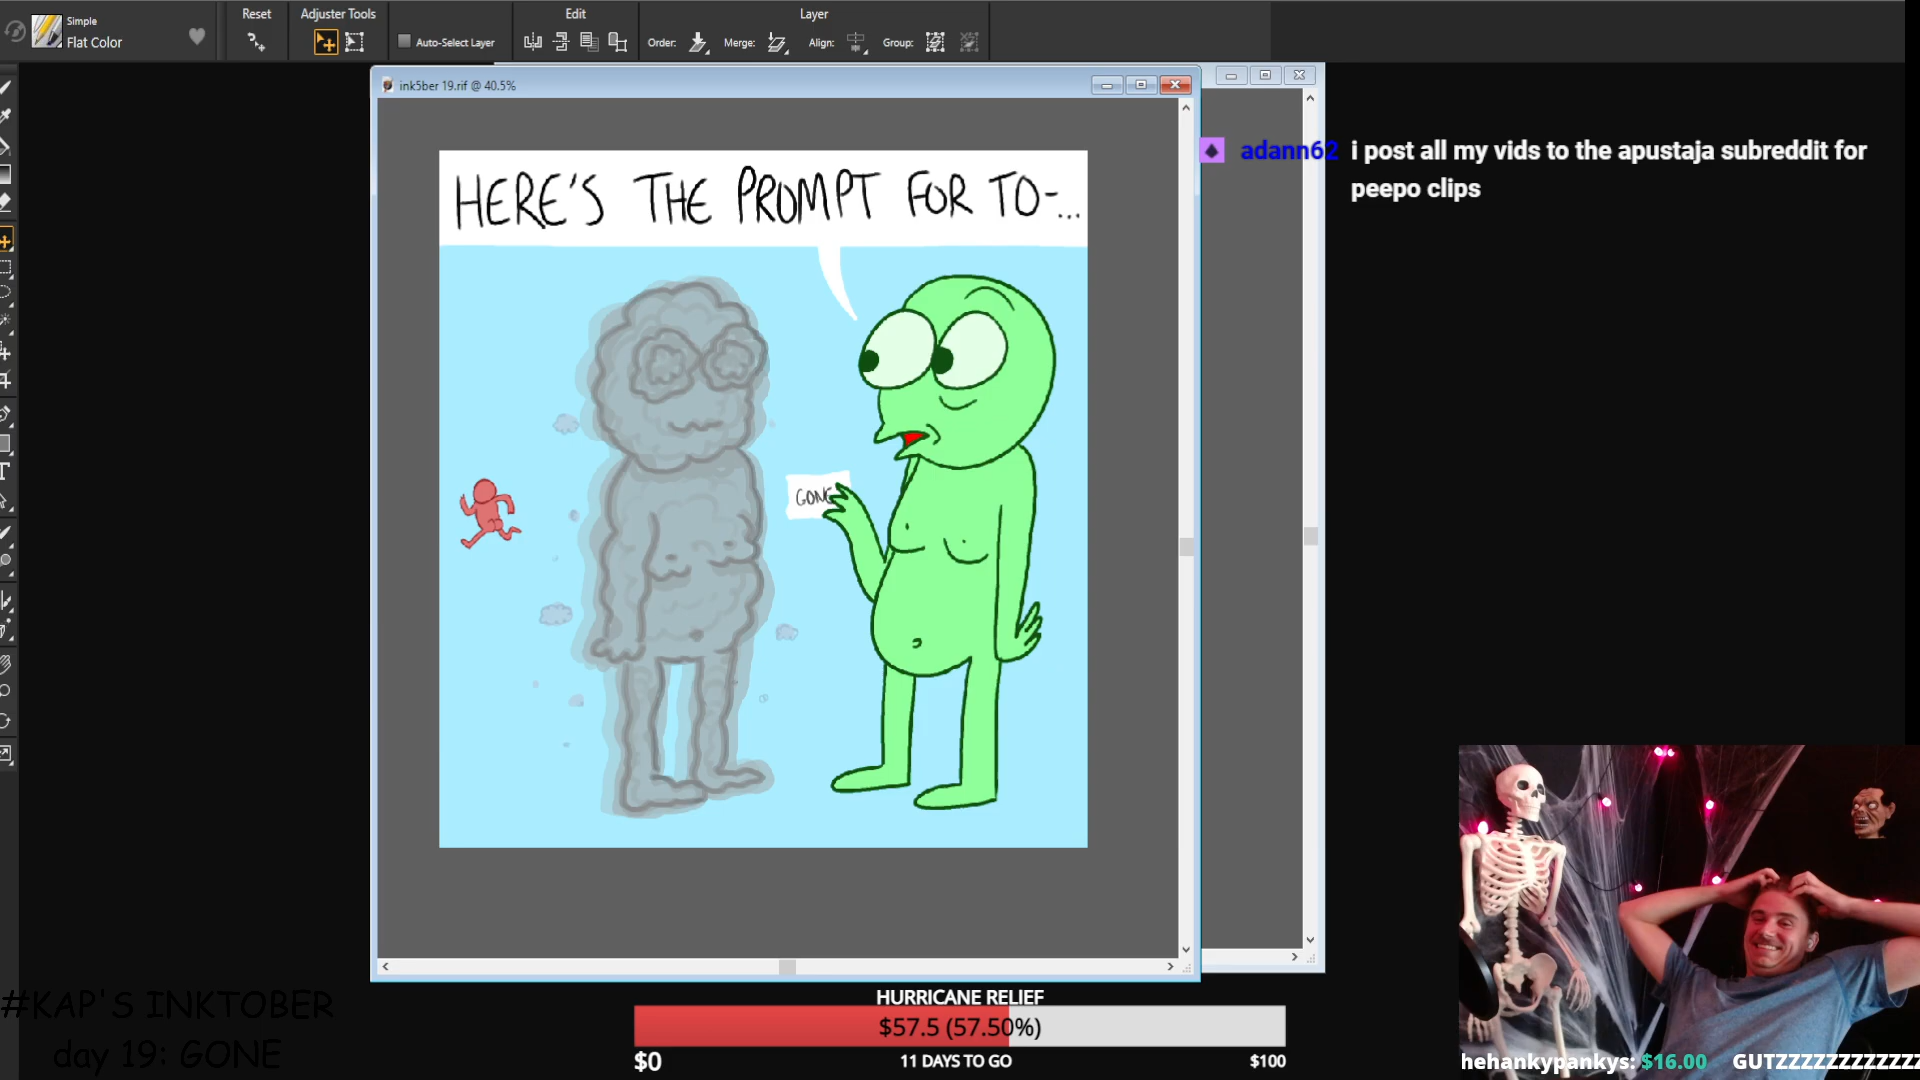 Simple
Flat Color
Reset
Adjuster Tools
Auto-Select Layer
Edit
Layer
Order:
Merge:
Align:
Group:
ink5ber 19.rif @ 40.5%
HERE'S THE PROMPT FOR TO-...
GONE
adann62 i post all my vids to the apustaja subreddit for
peepo clips
#KAP'S INKTOBER
day 19: GONE
HURRICANE RELIEF
$57.5 (57.50%)
$0
11 DAYS TO GO
$100
hehankypankys: $16.00 GUTZZZZZZZZZZZZ